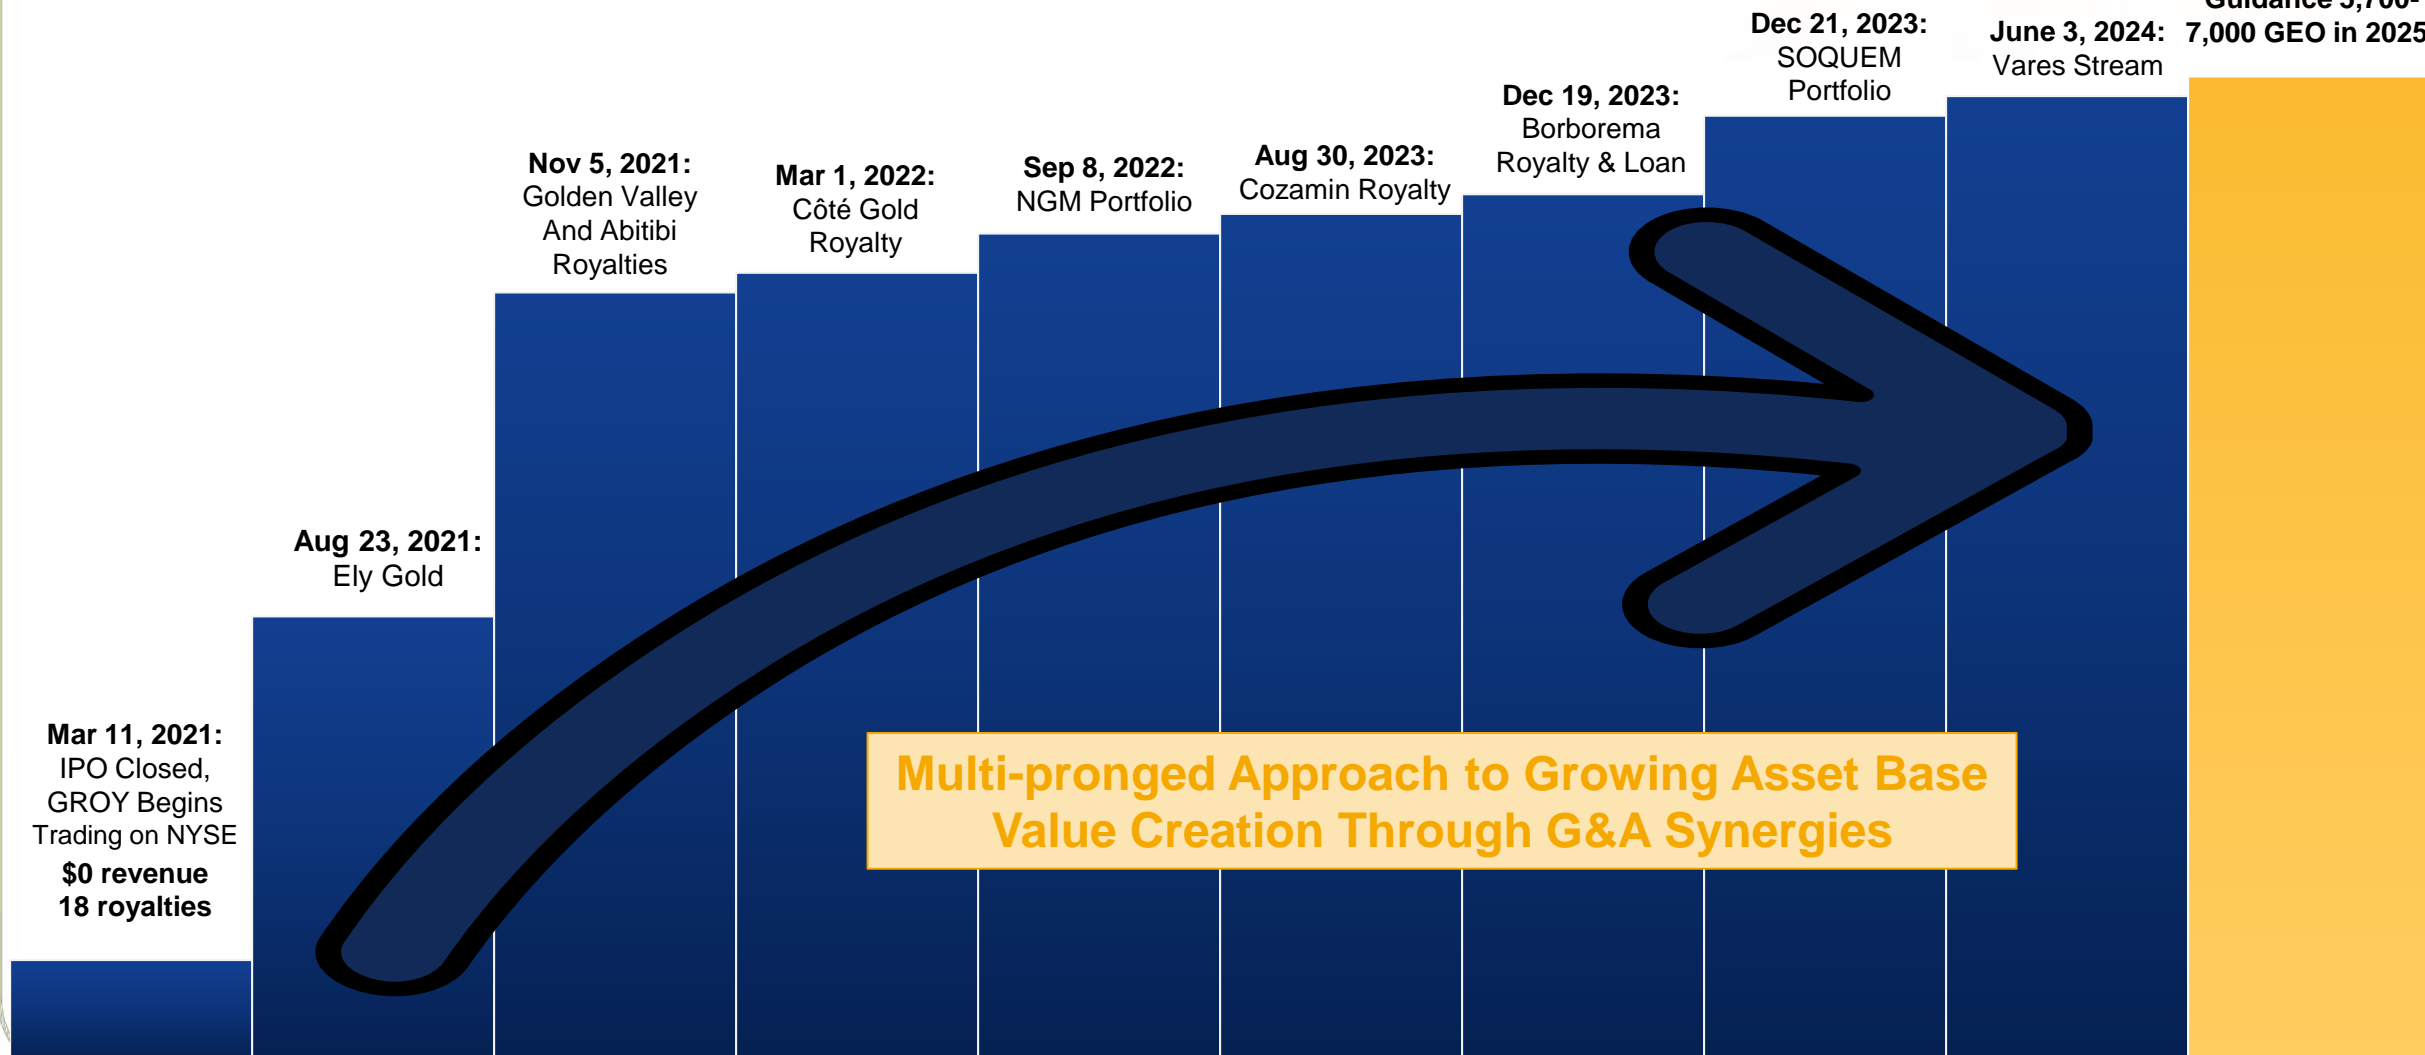 Mar 11, 2021:
IPO Closed,
GROY Begins
Trading on NYSE
$0 revenue
18 royalties
Aug 23, 2021:
Ely Gold
Nov 5, 2021:
Golden Valley
And Abitibi
Royalties
Mar 1, 2022:
Côté Gold
Royalty
Sep 8, 2022:
NGM Portfolio
Aug 30, 2023:
Cozamin Royalty
Dec 19, 2023:
Borborema
Royalty & Loan
Dec 21, 2023:
SOQUEM
Portfolio
June 3, 2024:
Vares Stream
Guidance 5,700-
7,000 GEO in 2025
Multi-pronged Approach to Growing Asset Base
Value Creation Through G&A Synergies